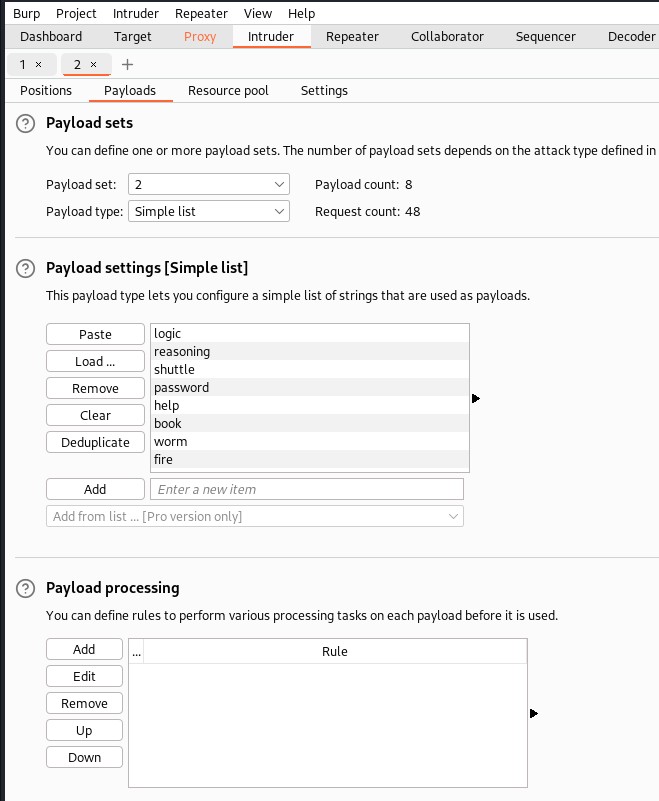 Burp Project Intruder Repeater View Help
Dashboard Target Proxy Intruder Repeater Collaborator Sequencer Decoder
1 × 2 × +
Positions Payloads Resource pool Settings
? Payload sets
You can define one or more payload sets. The number of payload sets depends on the attack type defined in
Payload set: 2 Payload count: 8
Payload type: Simple list Request count: 48
? Payload settings [Simple list]
This payload type lets you configure a simple list of strings that are used as payloads.
Paste logic
reasoning
Load ... shuttle
Remove password
help
Clear book
Deduplicate worm
fire
Add Enter a new item
Add from list ... [Pro version only]
? Payload processing
You can define rules to perform various processing tasks on each payload before it is used.
Add ... Rule
Edit
Remove
Up
Down